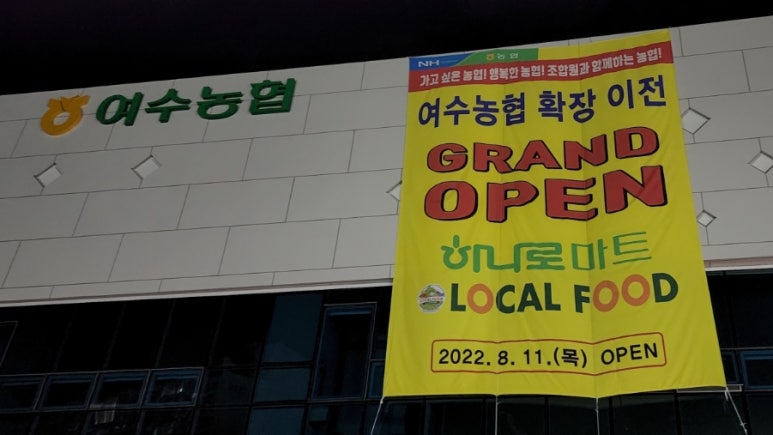 여수농협
NH 농협
가고 싶은 농협! 행복한 농협! 조합원과 함께하는 농협!
여수농협 확장 이전
GRAND
OPEN
하나로마트
LOCAL FOOD
2022. 8. 11.(목) OPEN